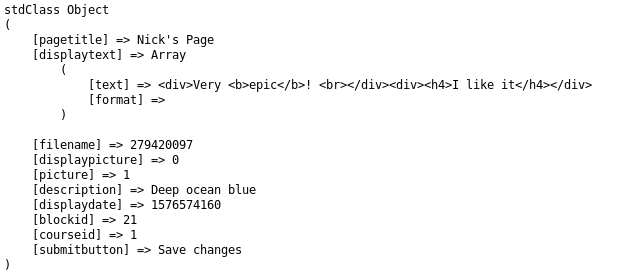 stdClass Object
(
    [pagetitle] => Nick's Page
    [displaytext] => Array
        (
            [text] => <div>Very <b>epic</b>! <br></div><div><h4>I like it</h4></div>
            [format] =>
        )

    [filename] => 279420097
    [displaypicture] => 0
    [picture] => 1
    [description] => Deep ocean blue
    [displaydate] => 1576574160
    [blockid] => 21
    [courseid] => 1
    [submitbutton] => Save changes
)